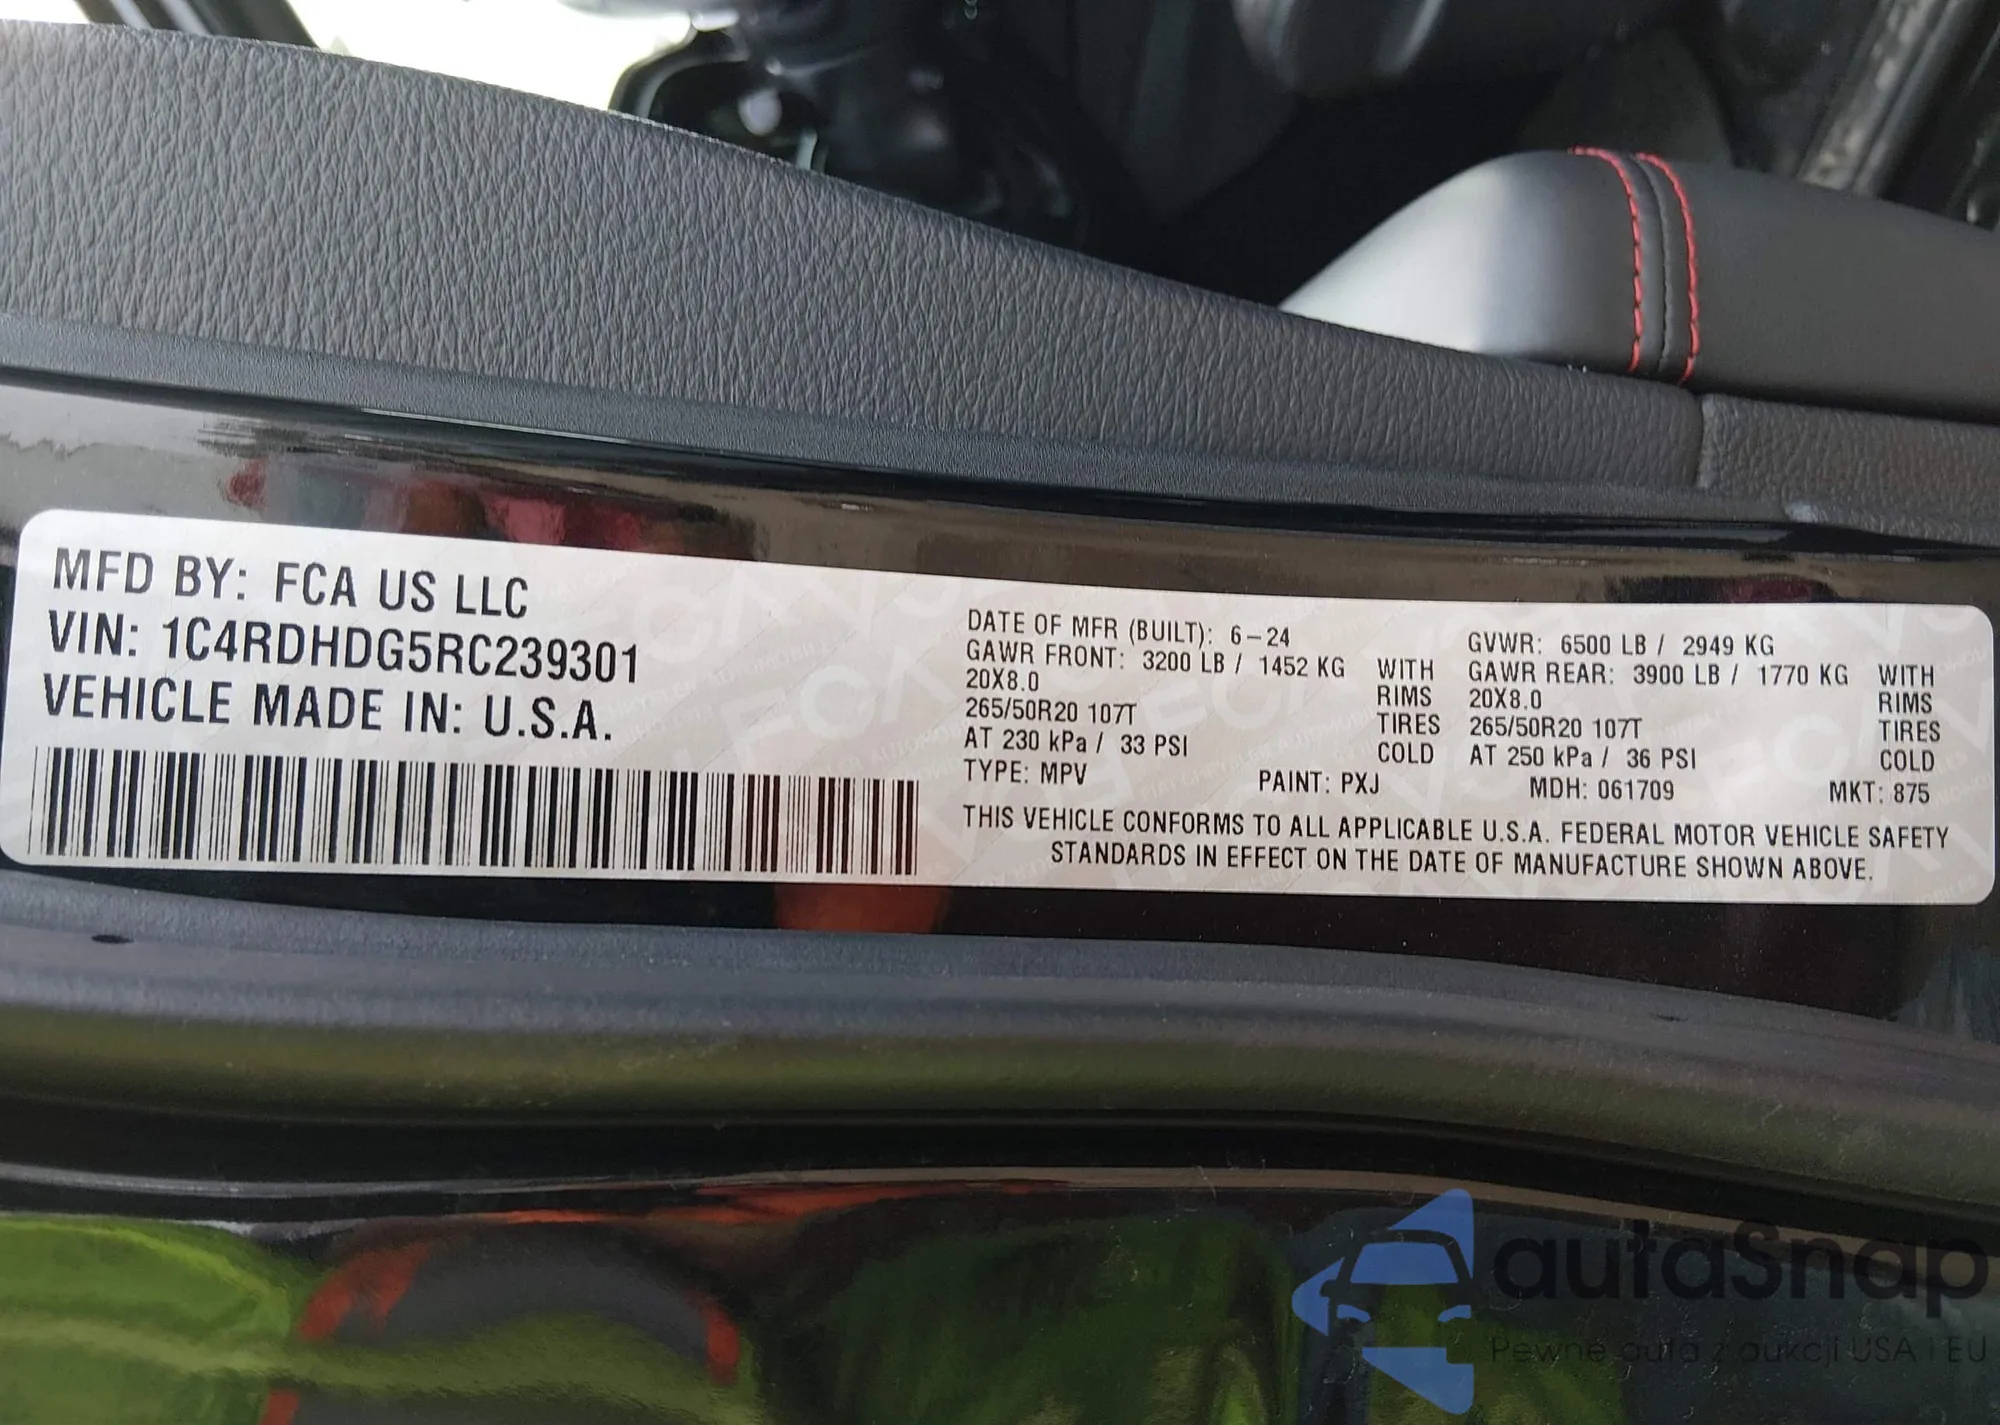 MFD BY: FCA US LLC
VIN: 1C4RDHDG5RC239301
VEHICLE MADE IN: U.S.A.
DATE OF MFR (BUILT): 6-24
GAWR FRONT: 3200 LB / 1452 KG WITH
20X8.0 RIMS
265/50R20 107T TIRES
AT 230 kPa / 33 PSI COLD
GVWR: 6500 LB / 2949 KG
GAWR REAR: 3900 LB / 1770 KG WITH
20X8.0 RIMS
265/50R20 107T TIRES
AT 250 kPa / 36 PSI COLD
TYPE: MPV PAINT: PXJ MDH: 061709 MKT: 875
THIS VEHICLE CONFORMS TO ALL APPLICABLE U.S.A. FEDERAL MOTOR VEHICLE SAFETY
STANDARDS IN EFFECT ON THE DATE OF MANUFACTURE SHOWN ABOVE.
autaSnap
Pewne auta z aukcji USA i EU